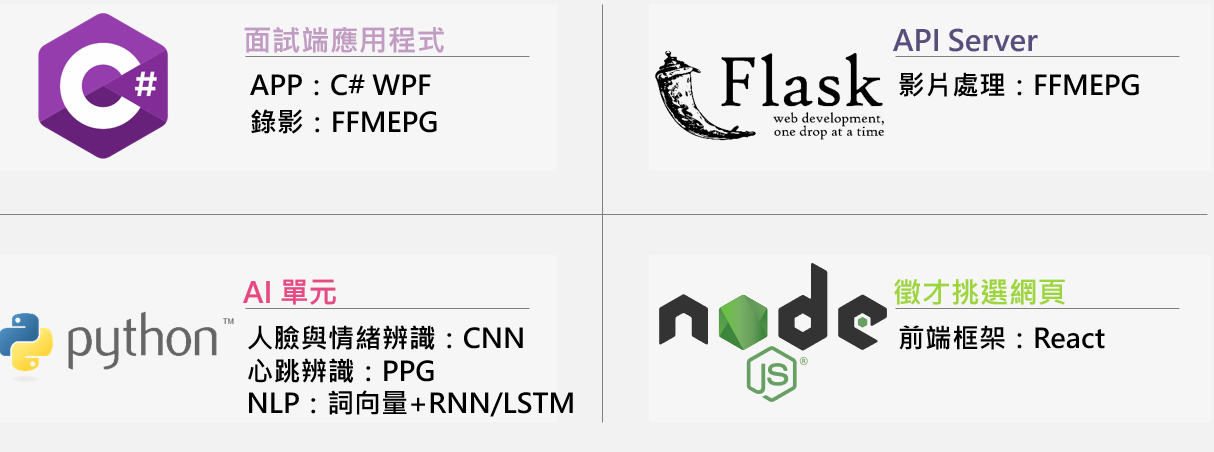 C#
面試端應用程式
APP：C# WPF
錄影：FFMEPG
Flask
web development,
one drop at a time
API Server
影片處理：FFMEPG
python™
AI 單元
人臉與情緒辨識：CNN
心跳辨識：PPG
NLP：詞向量+RNN/LSTM
node
JS®
徵才挑選網頁
前端框架：React